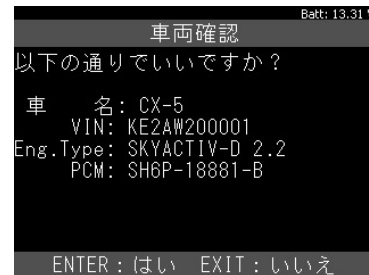 Batt: 13.31
車両確認
以下の通りでいいですか？
車　　名: CX-5
VIN: KE2AW200001
Eng.Type: SKYACTIV-D 2.2
PCM: SH6P-18881-B
ENTER：はい　EXIT：いいえ